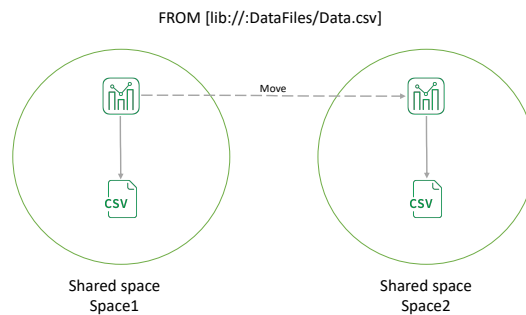 FROM [lib://:DataFiles/Data.csv]
Move
CSV
CSV
Shared space
Space1
Shared space
Space2